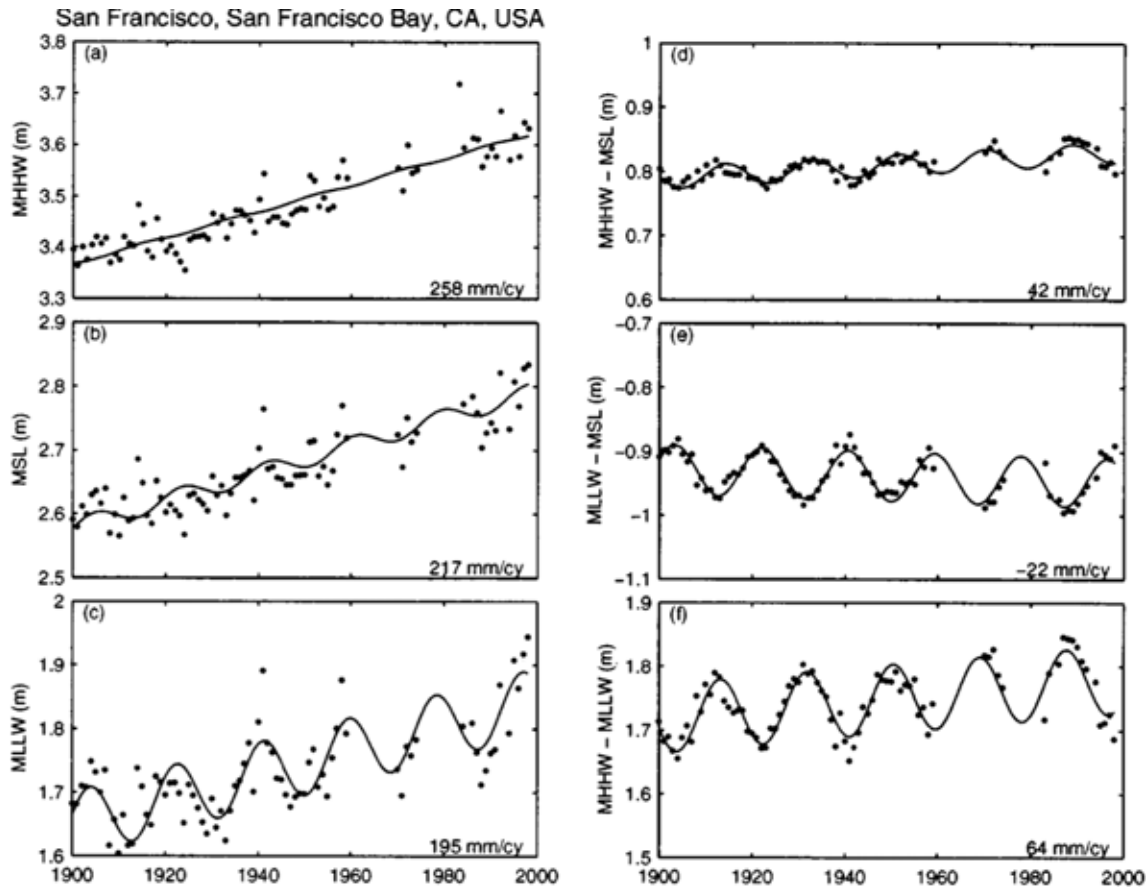 San Francisco, San Francisco Bay, CA, USA
(a)
MHHW (m)
3.8
3.7
3.6
3.5
3.4
3.3
258 mm/cy
(b)
MSL (m)
2.9
2.8
2.7
2.6
2.5
217 mm/cy
(c)
MLLW (m)
2
1.9
1.8
1.7
1.6
195 mm/cy
1900 1920 1940 1960 1980 2000
(d)
MHHW – MSL (m)
1
0.9
0.8
0.7
0.6
42 mm/cy
(e)
MLLW – MSL (m)
−0.7
−0.8
−0.9
−1
−1.1
−22 mm/cy
(f)
MHHW – MLLW (m)
1.9
1.8
1.7
1.6
1.5
64 mm/cy
1900 1920 1940 1960 1980 2000